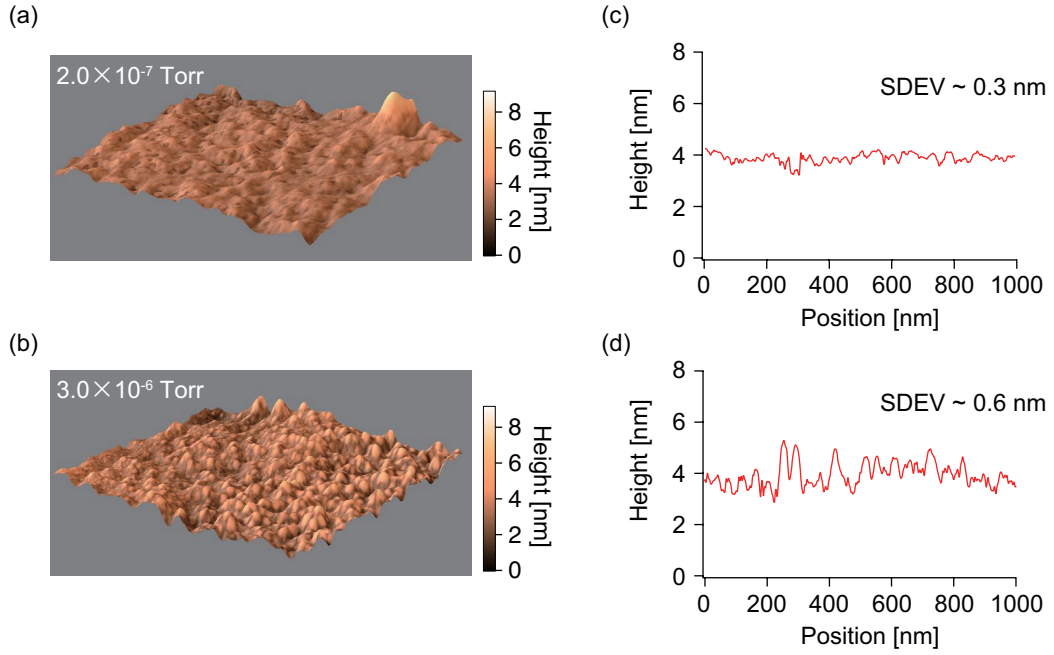 (a)
2.0×10-7 Torr
8
6
4
2
0
Height [nm]
(c)
8
6
4
2
0
Height [nm]
SDEV ~ 0.3 nm
0 200 400 600 800 1000
Position [nm]
(b)
3.0×10-6 Torr
8
6
4
2
0
Height [nm]
(d)
8
6
4
2
0
Height [nm]
SDEV ~ 0.6 nm
0 200 400 600 800 1000
Position [nm]